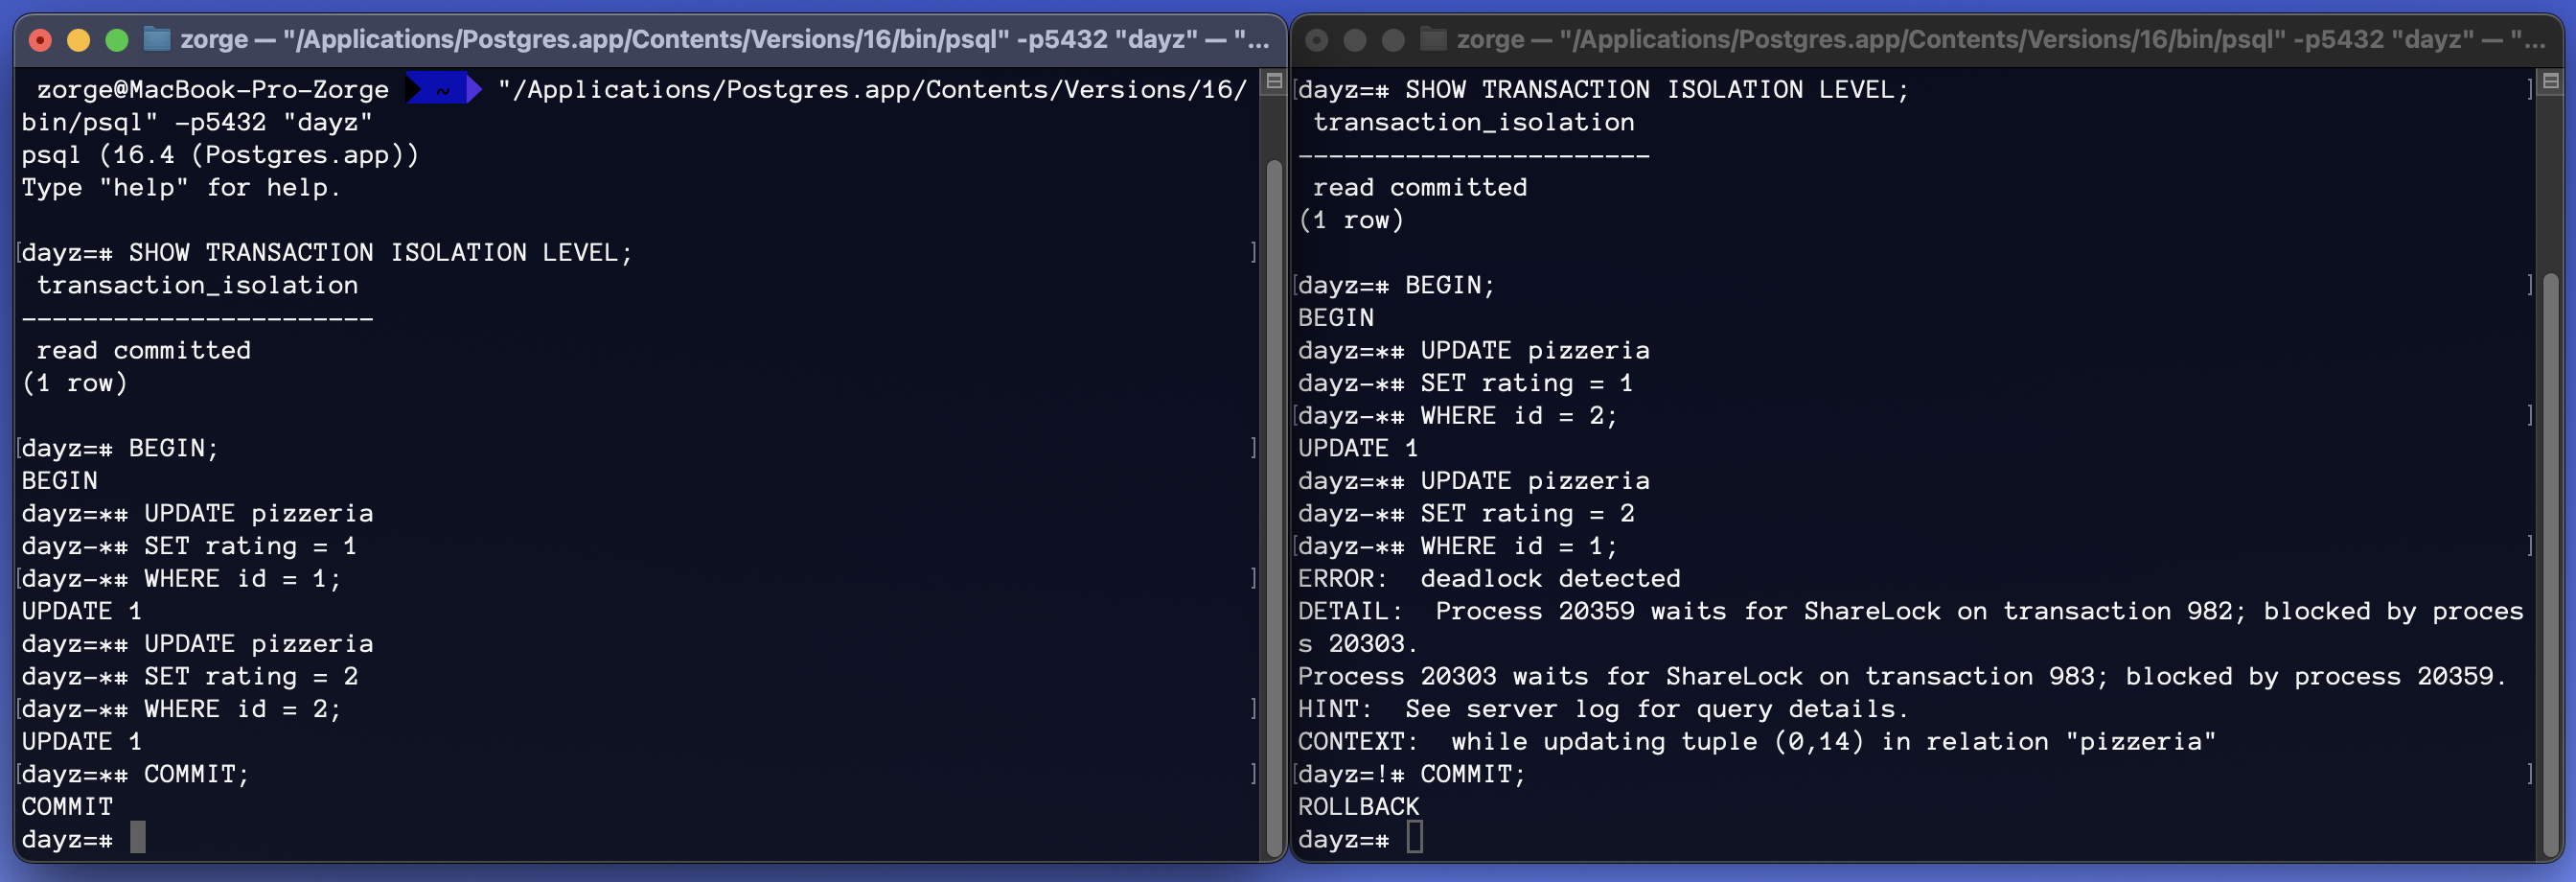 zorge — "/Applications/Postgres.app/Contents/Versions/16/bin/psql" -p5432 "dayz" — "...
zorge@MacBook-Pro-Zorge ~ "/Applications/Postgres.app/Contents/Versions/16/
bin/psql" -p5432 "dayz"
psql (16.4 (Postgres.app))
Type "help" for help.
[dayz=# SHOW TRANSACTION ISOLATION LEVEL; ]
transaction_isolation
-----------------------
read committed
(1 row)
[dayz=# BEGIN; ]
BEGIN
dayz=*# UPDATE pizzeria
dayz-*# SET rating = 1
[dayz-*# WHERE id = 1; ]
UPDATE 1
dayz=*# UPDATE pizzeria
dayz-*# SET rating = 2
[dayz-*# WHERE id = 2; ]
UPDATE 1
[dayz=*# COMMIT; ]
COMMIT
dayz=#
zorge — "/Applications/Postgres.app/Contents/Versions/16/bin/psql" -p5432 "dayz" — "...
[dayz=# SHOW TRANSACTION ISOLATION LEVEL; ]
transaction_isolation
-----------------------
read committed
(1 row)
[dayz=# BEGIN; ]
BEGIN
dayz=*# UPDATE pizzeria
dayz-*# SET rating = 1
[dayz-*# WHERE id = 2; ]
UPDATE 1
dayz=*# UPDATE pizzeria
dayz-*# SET rating = 2
[dayz-*# WHERE id = 1; ]
ERROR:  deadlock detected
DETAIL:  Process 20359 waits for ShareLock on transaction 982; blocked by proces
s 20303.
Process 20303 waits for ShareLock on transaction 983; blocked by process 20359.
HINT:  See server log for query details.
CONTEXT:  while updating tuple (0,14) in relation "pizzeria"
[dayz=!# COMMIT; ]
ROLLBACK
dayz=#